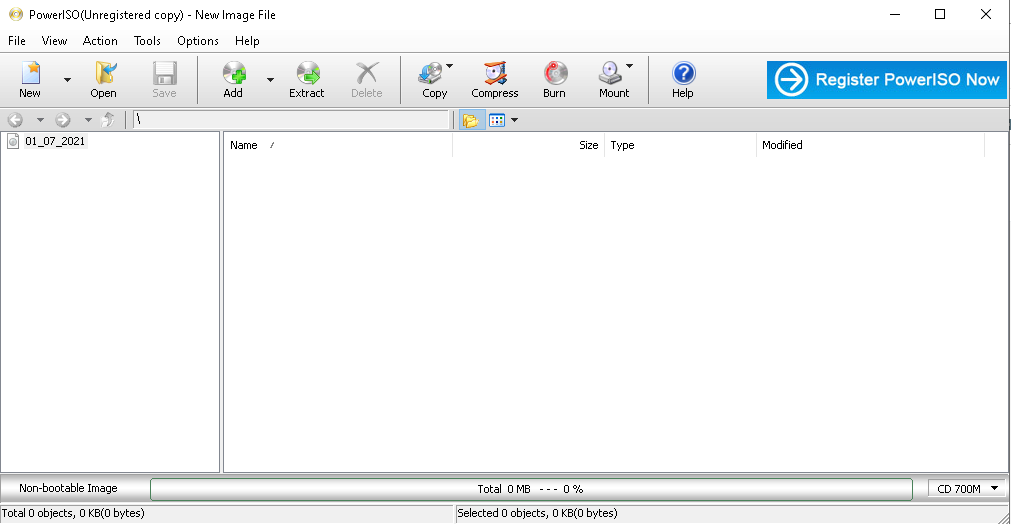 PowerISO(Unregistered copy) - New Image File
File View Action Tools Options Help
New Open Save Add Extract Delete Copy Compress Burn Mount Help Register PowerISO Now
\
01_07_2021
Name Size Type Modified
Non-bootable Image Total 0 MB --- 0 % CD 700M
Total 0 objects, 0 KB(0 bytes) Selected 0 objects, 0 KB(0 bytes)